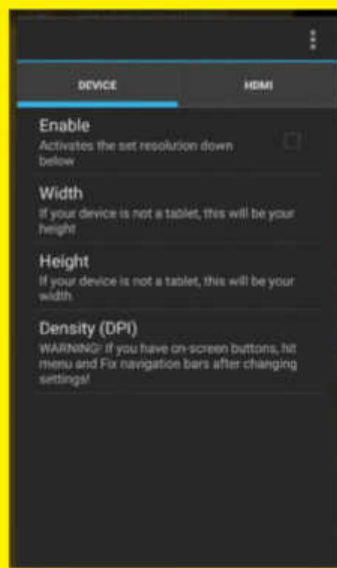 DEVICE HDMI
Enable
Activates the set resolution down
below
Width
If your device is not a tablet, this will be your
height
Height
If your device is not a tablet, this will be your
width
Density (DPI)
WARNING! If you have on-screen buttons, hit
menu and Fix navigation bars after changing
settings!